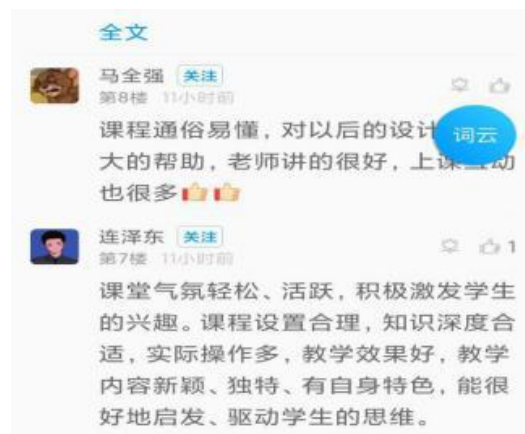 全文
马全强 关注
第8楼 11小时前
课程通俗易懂，对以后的设计
词云
大的帮助，老师讲的很好，上课互动
也很多👍👍
连泽东 关注
1
第7楼 11小时前
课堂气氛轻松、活跃，积极激发学生
的兴趣。课程设置合理，知识深度合
适，实际操作多，教学效果好，教学
内容新颖、独特、有自身特色，能很
好地启发、驱动学生的思维。